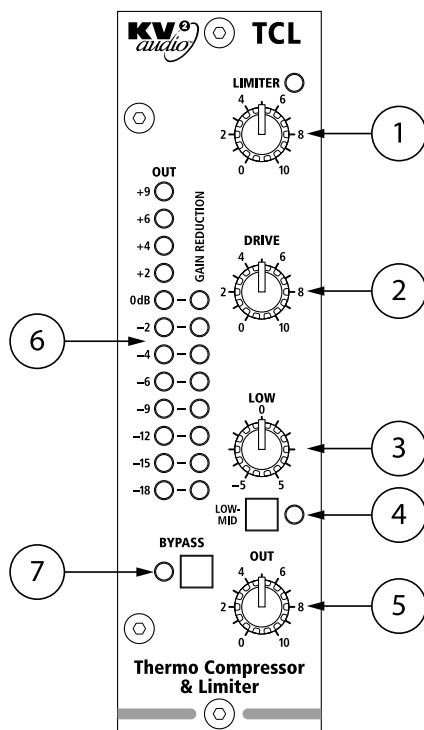 KV2 audio TCL
LIMITER
4 6
2 8
0 10
1
OUT
GAIN REDUCTION
+9
+6
+4
+2
0dB
–2
–4
–6
–9
–12
–15
–18
6
DRIVE
4 6
2 8
0 10
2
LOW
0
–5 5
3
LOW-
MID
4
BYPASS
7
OUT
4 6
2 8
0 10
5
Thermo Compressor
& Limiter